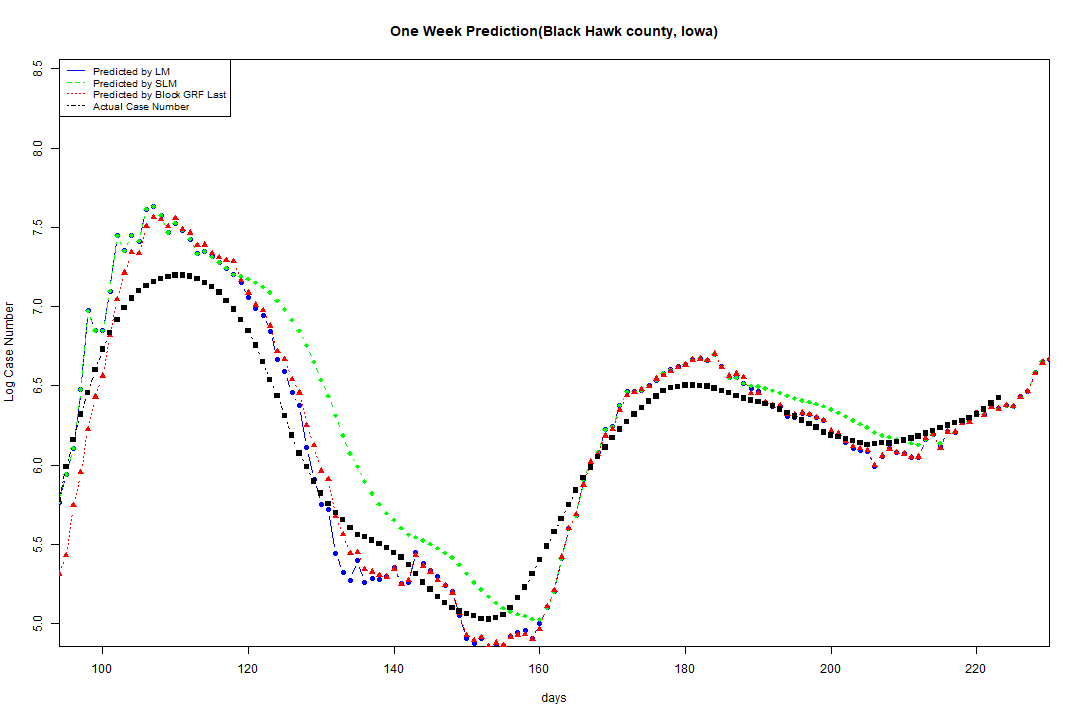 One Week Prediction(Black Hawk county, Iowa)
Predicted by LM
Predicted by SLM
Predicted by Block GRF Last
Actual Case Number
Log Case Number
8.5
8.0
7.5
7.0
6.5
6.0
5.5
5.0
100 120 140 160 180 200 220
days